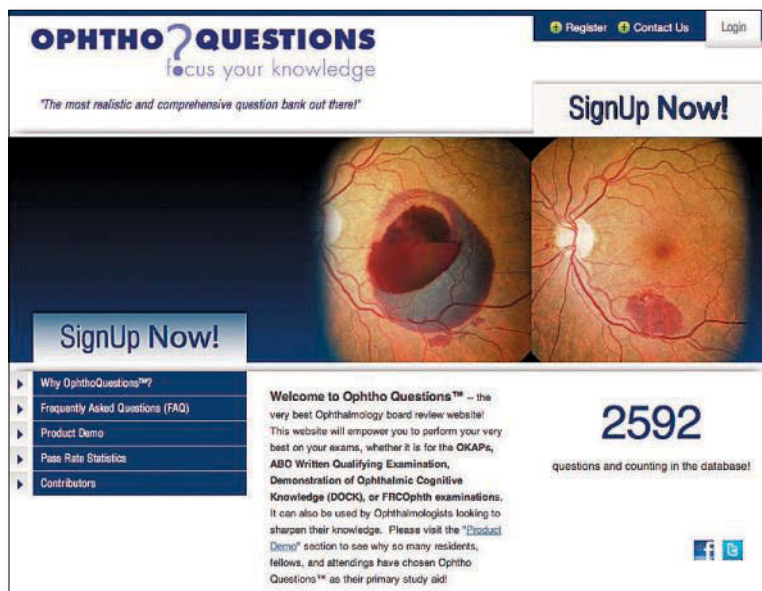 OPHTHO?QUESTIONS
focus your knowledge
"The most realistic and comprehensive question bank out there!"
Register Contact Us Login
SignUp Now!
SignUp Now!
Why OphthoQuestions™?
Frequently Asked Questions (FAQ)
Product Demo
Pass Rate Statistics
Contributors
Welcome to Ophtho Questions™ -- the
very best Ophthalmology board review website!
This website will empower you to perform your very
best on your exams, whether it is for the OKAPs,
ABO Written Qualifying Examination,
Demonstration of Ophthalmic Cognitive
Knowledge (DOCK), or FRCOphth examinations.
It can also be used by Ophthalmologists looking to
sharpen their knowledge. Please visit the "Product
Demo" section to see why so many residents,
fellows, and attendings have chosen Ophtho
Questions™ as their primary study aid!
2592
questions and counting in the database!
f t